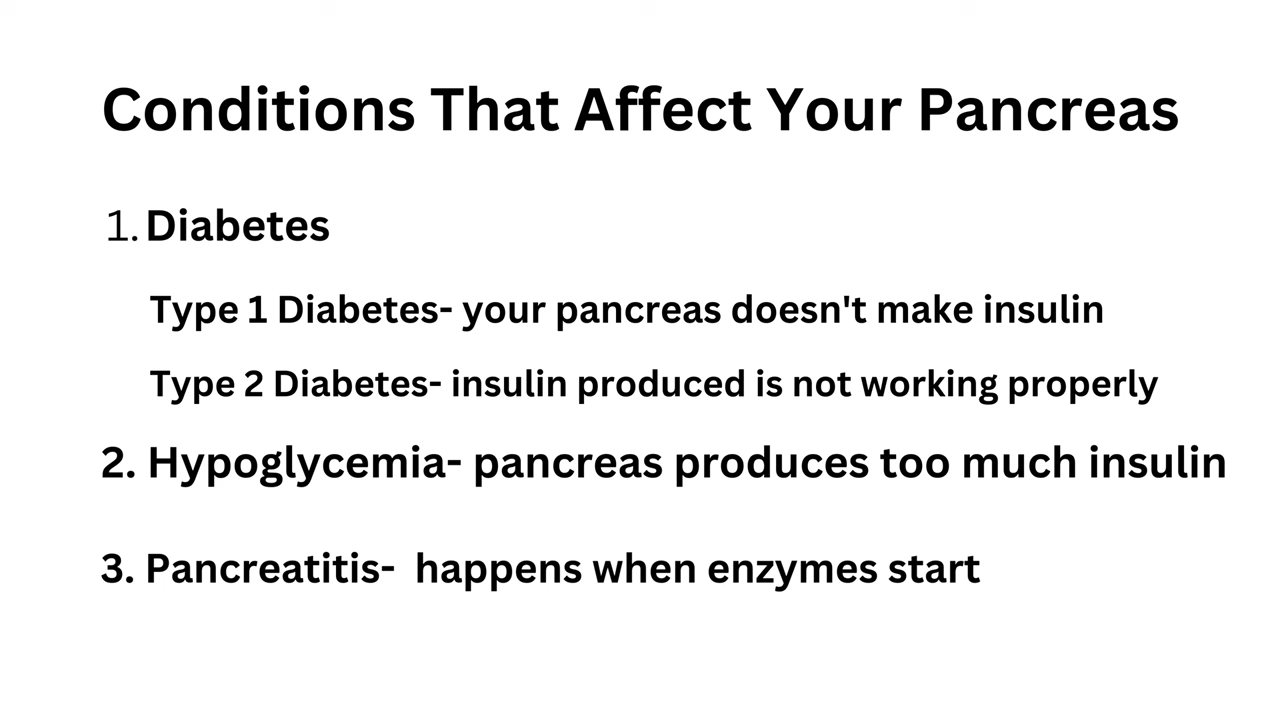 Conditions That Affect Your Pancreas
1. Diabetes
Type 1 Diabetes- your pancreas doesn't make insulin
Type 2 Diabetes- insulin produced is not working properly
2. Hypoglycemia- pancreas produces too much insulin
3. Pancreatitis- happens when enzymes start